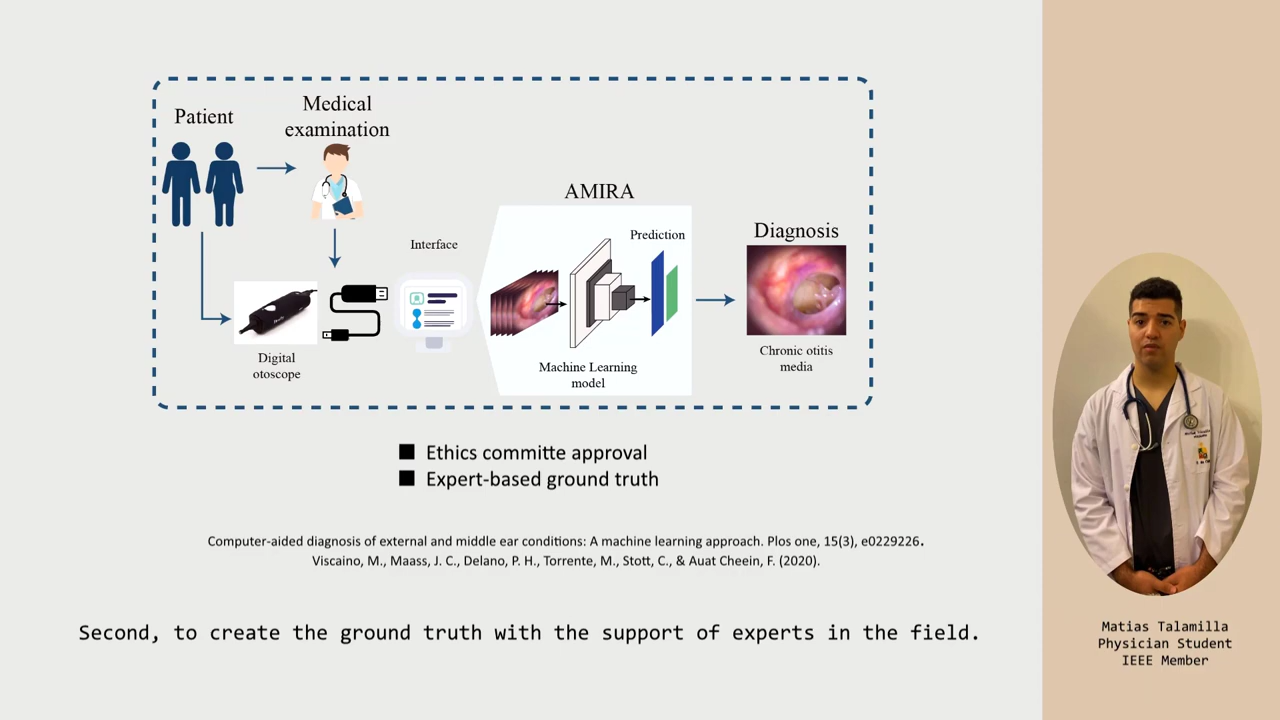 Patient
Medical
examination
AMIRA
Prediction
Interface
Diagnosis
Digital
otoscope
Machine Learning
model
Chronic otitis
media
Ethics committe approval
Expert-based ground truth
Computer-aided diagnosis of external and middle ear conditions: A machine learning approach. Plos one, 15(3), e0229226.
Viscaino, M., Maass, J. C., Delano, P. H., Torrente, M., Stott, C., & Auat Cheein, F. (2020).
Second, to create the ground truth with the support of experts in the field.
Matias Talamilla
Physician Student
IEEE Member